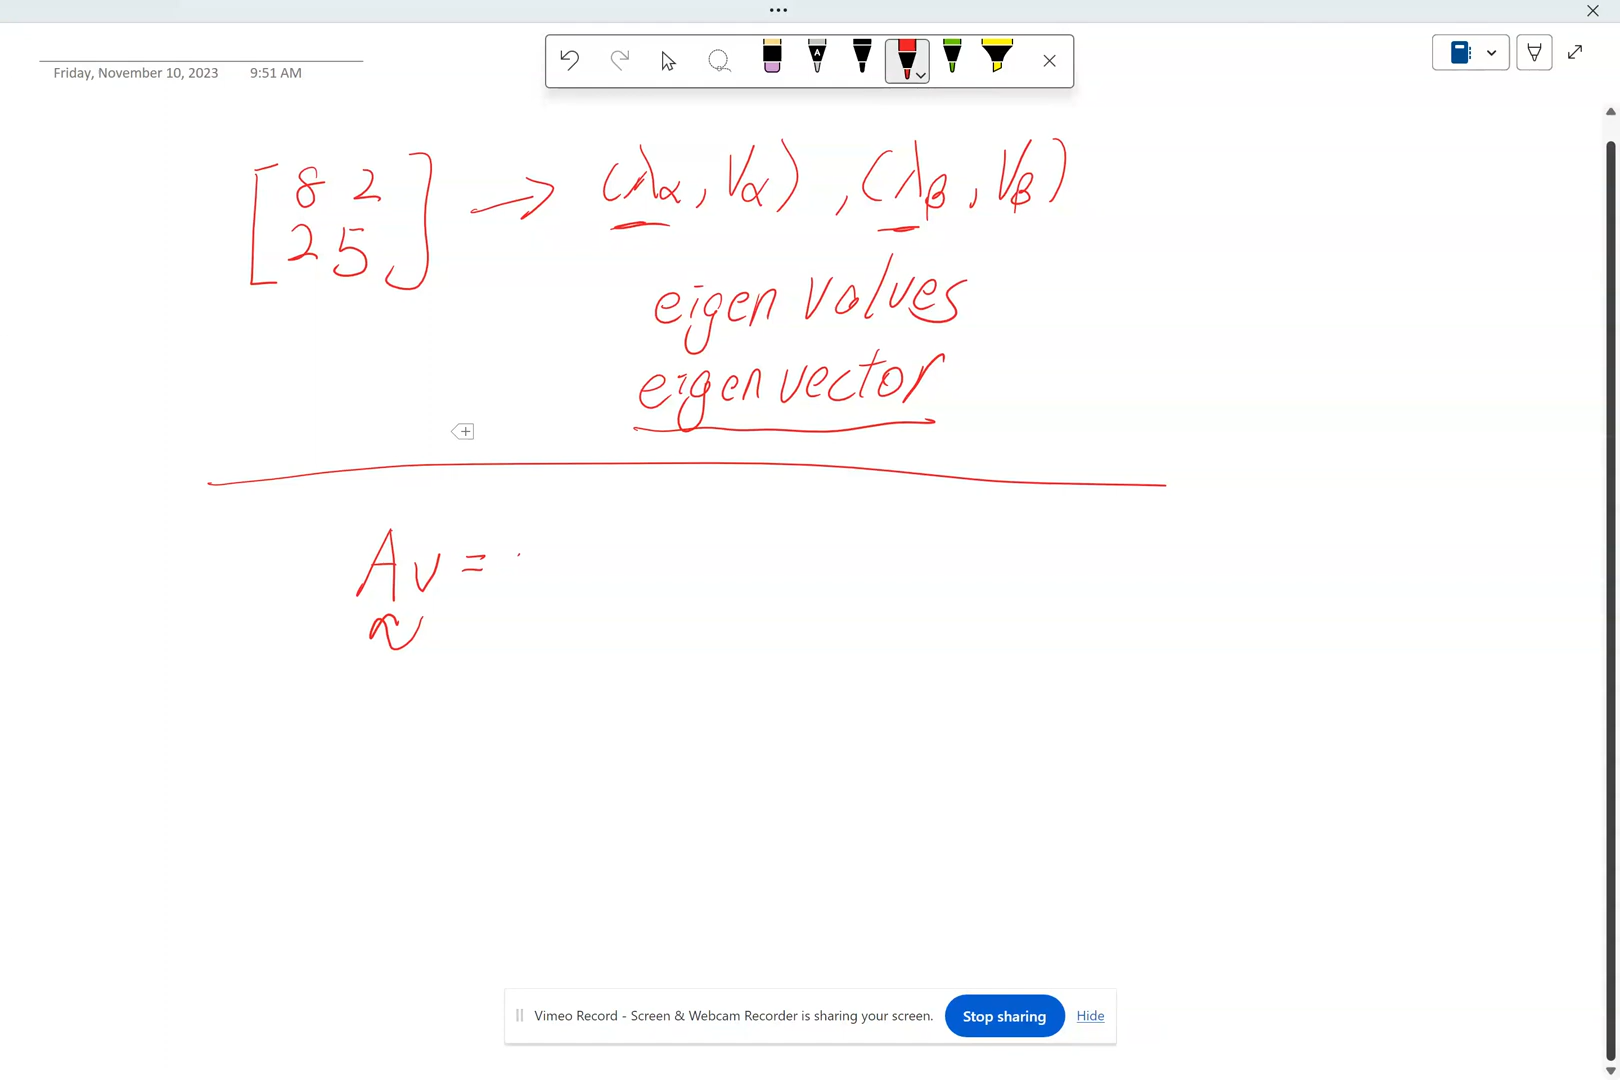 Friday, November 10, 2023 9:51 AM
[8 2
2 5] → (λα, Vα), (λβ, Vβ)
eigen values
eigen vector
Av =
~
Vimeo Record - Screen & Webcam Recorder is sharing your screen. Stop sharing Hide